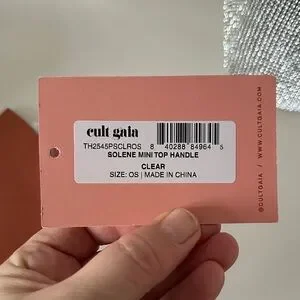 cult gaia
TH2545PSCLROS 8 40288 84964 5
SOLENE MINI TOP HANDLE
CLEAR
SIZE: OS | MADE IN CHINA
@CULTGAIA / WWW.CULTGAIA.COM